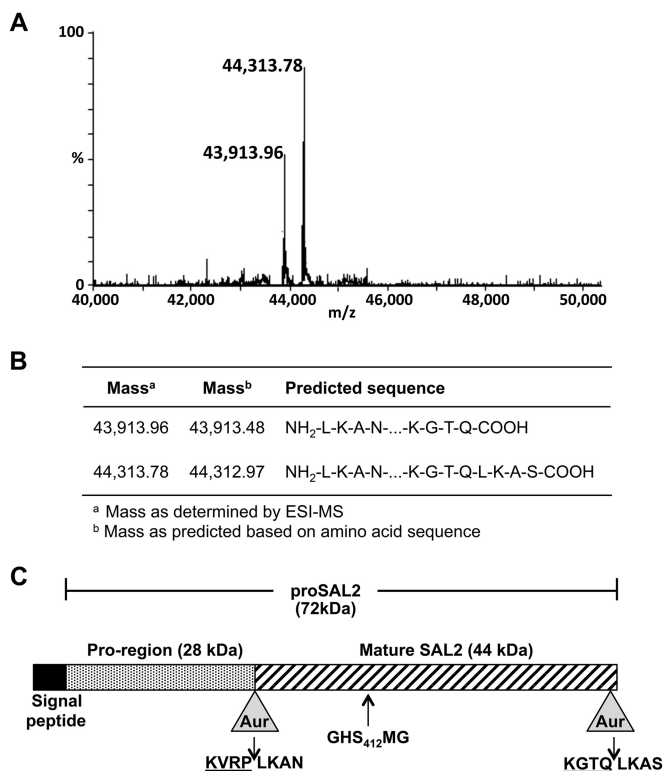 A
100
44,313.78
43,913.96
%
0
40,000 42,000 44,000 46,000 48,000 50,000
m/z
B
Massᵃ Massᵇ Predicted sequence
43,913.96 43,913.48 NH₂-L-K-A-N-...-K-G-T-Q-COOH
44,313.78 44,312.97 NH₂-L-K-A-N-...-K-G-T-Q-L-K-A-S-COOH
ᵃ Mass as determined by ESI-MS
ᵇ Mass as predicted based on amino acid sequence
C
proSAL2
(72kDa)
Pro-region (28 kDa) Mature SAL2 (44 kDa)
Signal
peptide
Aur Aur
GHS₄₁₂MG
KVRP LKAN KGTQ LKAS